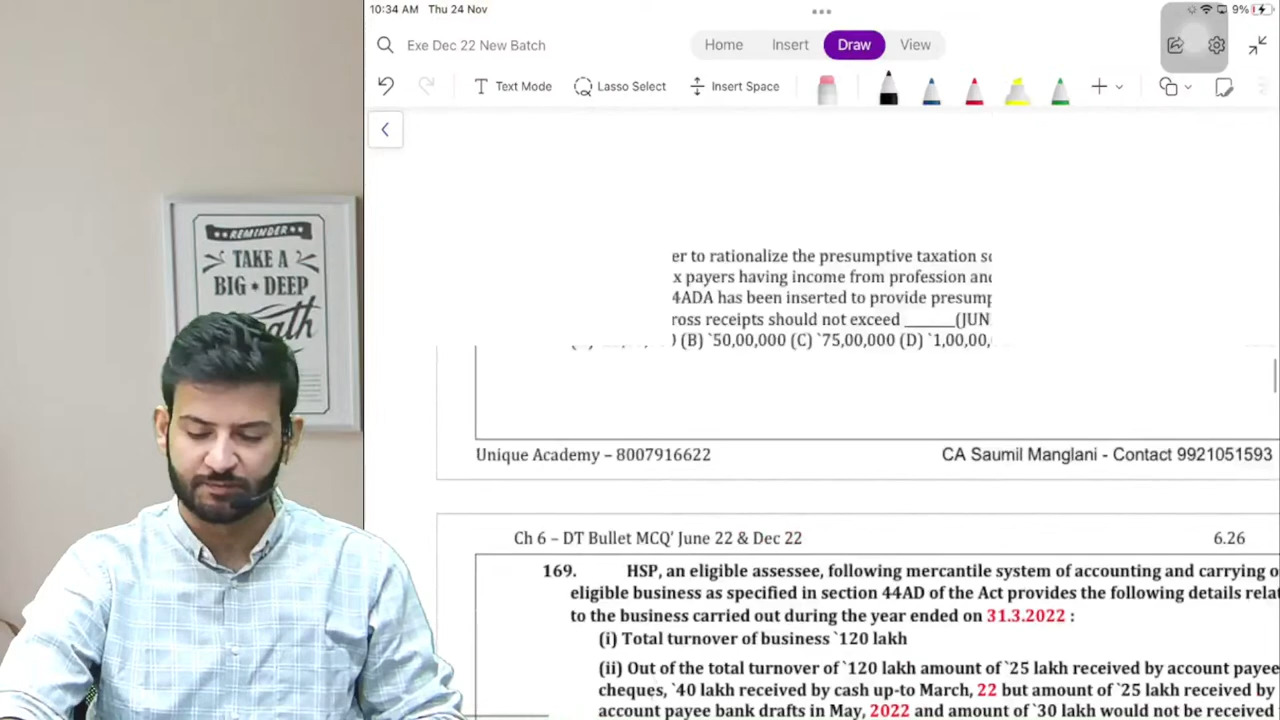 10:34 AM Thu 24 Nov
9%
Exe Dec 22 New Batch
Home Insert Draw View
Text Mode Lasso Select Insert Space
REMINDER
TAKE A
BIG • DEEP
er to rationalize the presumptive taxation
x payers having income from profession
4ADA has been inserted to provide
ross receipts should not exceed ______(JUN
(B) `50,00,000 (C) `75,00,000 (D) `1,00,00,
Unique Academy – 8007916622
CA Saumil Manglani - Contact 9921051593
Ch 6 – DT Bullet MCQ' June 22 & Dec 22
6.26
169. HSP, an eligible assessee, following mercantile system of accounting and carrying
eligible business as specified in section 44AD of the Act provides the following details
to the business carried out during the year ended on 31.3.2022 :
(i) Total turnover of business `120 lakh
(ii) Out of the total turnover of `120 lakh amount of `25 lakh received by account payee
cheques, `40 lakh received by cash up-to March, 22 but amount of `25 lakh received by
account payee bank drafts in May, 2022 and amount of `30 lakh would not be received